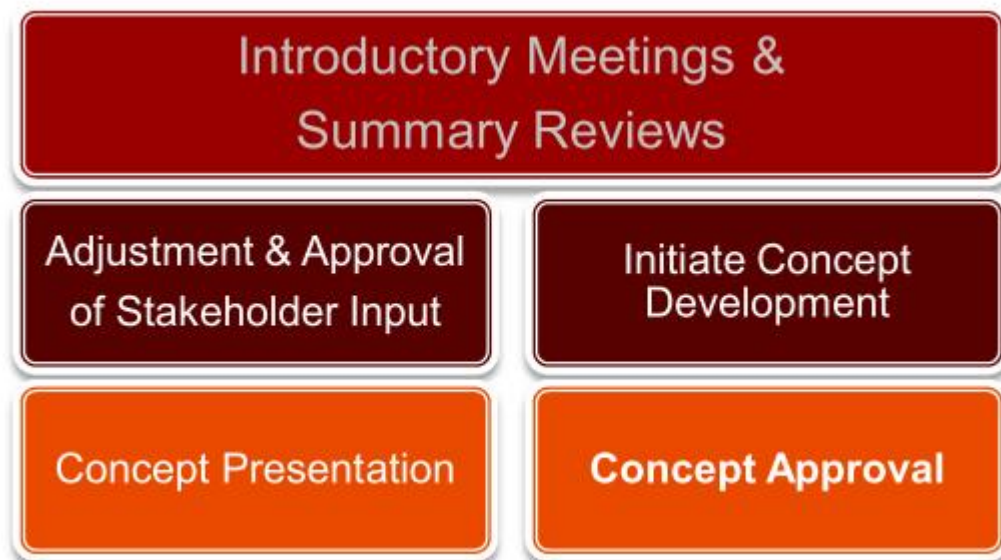 Introductory Meetings &
Summary Reviews
Adjustment & Approval
of Stakeholder Input
Initiate Concept
Development
Concept Presentation
Concept Approval